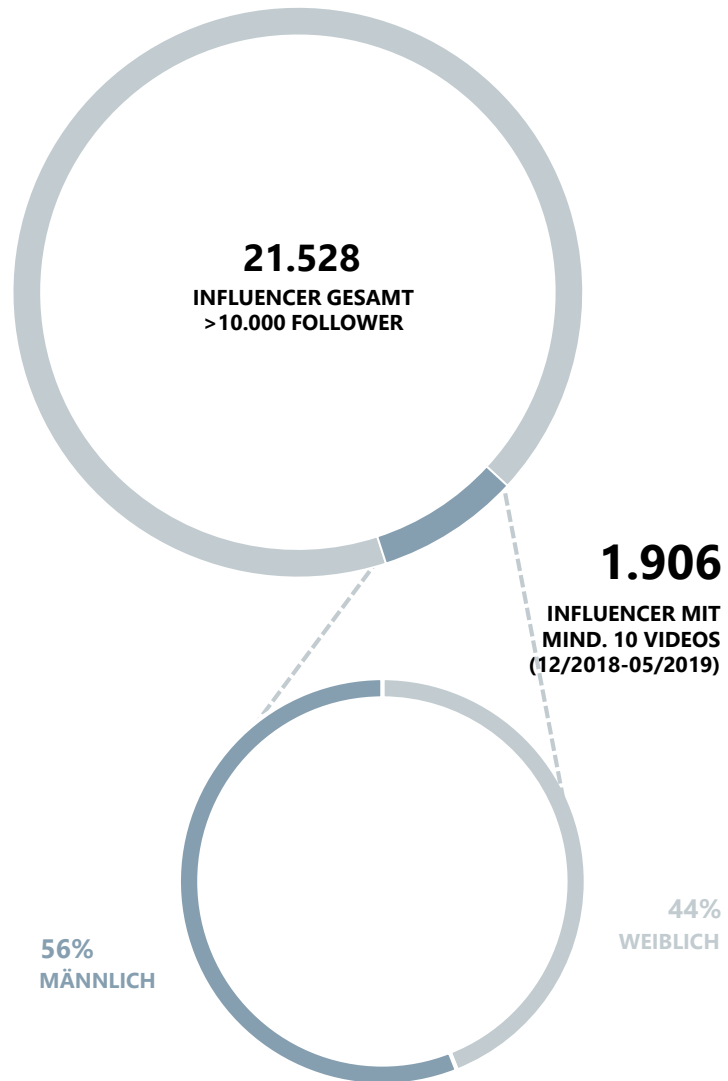 21.528
INFLUENCER GESAMT
>10.000 FOLLOWER
1.906
INFLUENCER MIT
MIND. 10 VIDEOS
(12/2018-05/2019)
44%
WEIBLICH
56%
MÄNNLICH